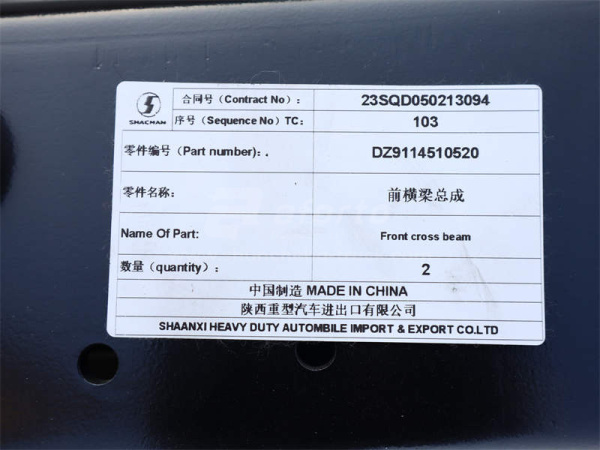 SHACMAN
合同号 (Contract No)： 23SQD050213094
序号 (Sequence No) TC： 103
零件编号 (Part number):. DZ9114510520
零件名称： 前横梁总成
Name Of Part: Front cross beam
数量 (quantity)： 2
中国制造 MADE IN CHINA
陕西重型汽车进出口有限公司
SHAANXI HEAVY DUTY AUTOMBILE IMPORT & EXPORT CO.LTD